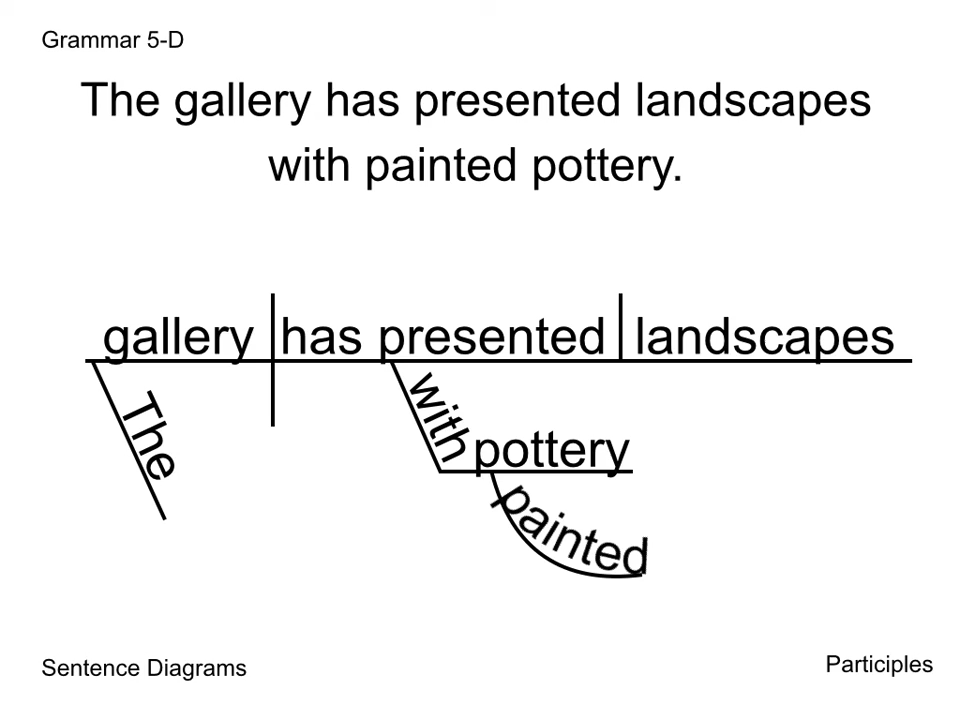 Grammar 5-D
The gallery has presented landscapes
with painted pottery.
gallery has presented landscapes
The
with
pottery
painted
Sentence Diagrams
Participles